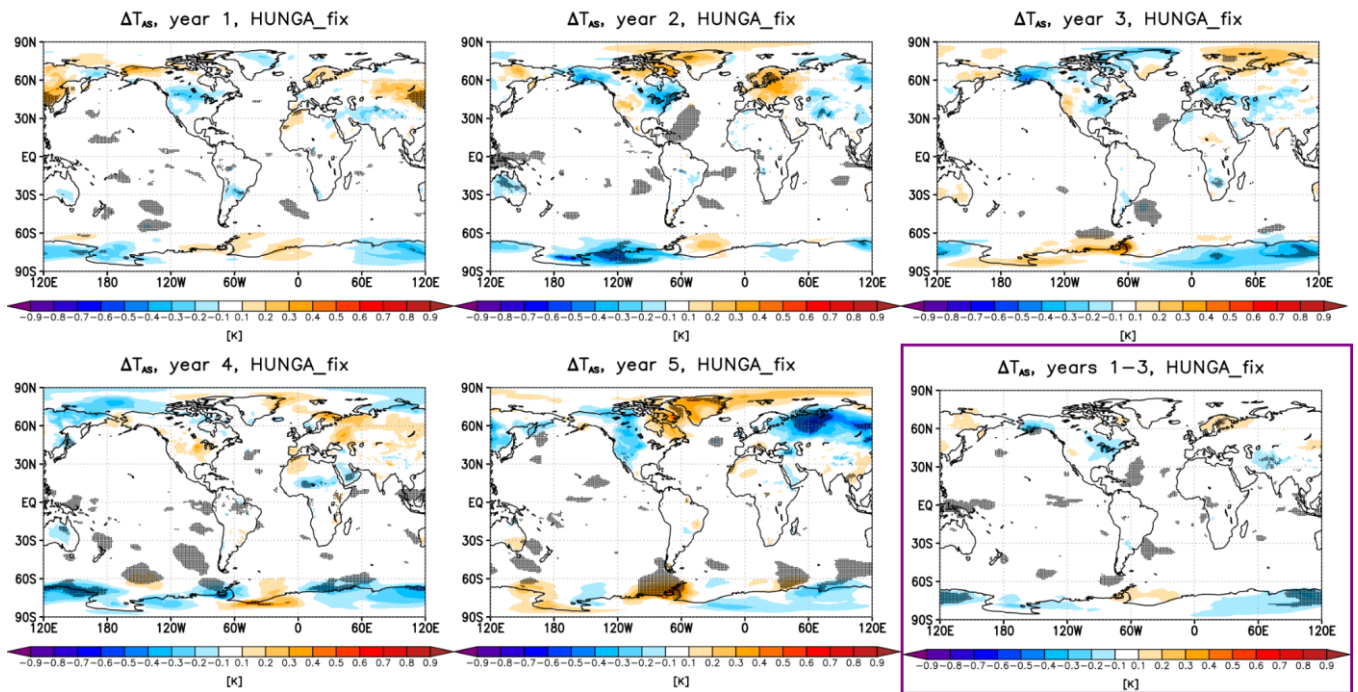 ΔT_AS, year 1, HUNGA_fix
90N
60N
30N
EQ
30S
60S
90S
120E 180 120W 60W 0 60E 120E
−0.9 −0.8 −0.7 −0.6 −0.5 −0.4 −0.3 −0.2 −0.1 0.1 0.2 0.3 0.4 0.5 0.6 0.7 0.8 0.9
[K]
ΔT_AS, year 2, HUNGA_fix
90N
60N
30N
EQ
30S
60S
90S
120E 180 120W 60W 0 60E 120E
−0.9 −0.8 −0.7 −0.6 −0.5 −0.4 −0.3 −0.2 −0.1 0.1 0.2 0.3 0.4 0.5 0.6 0.7 0.8 0.9
[K]
ΔT_AS, year 3, HUNGA_fix
90N
60N
30N
EQ
30S
60S
90S
120E 180 120W 60W 0 60E 120E
−0.9 −0.8 −0.7 −0.6 −0.5 −0.4 −0.3 −0.2 −0.1 0.1 0.2 0.3 0.4 0.5 0.6 0.7 0.8 0.9
[K]
ΔT_AS, year 4, HUNGA_fix
90N
60N
30N
EQ
30S
60S
90S
120E 180 120W 60W 0 60E 120E
−0.9 −0.8 −0.7 −0.6 −0.5 −0.4 −0.3 −0.2 −0.1 0.1 0.2 0.3 0.4 0.5 0.6 0.7 0.8 0.9
[K]
ΔT_AS, year 5, HUNGA_fix
90N
60N
30N
EQ
30S
60S
90S
120E 180 120W 60W 0 60E 120E
−0.9 −0.8 −0.7 −0.6 −0.5 −0.4 −0.3 −0.2 −0.1 0.1 0.2 0.3 0.4 0.5 0.6 0.7 0.8 0.9
[K]
ΔT_AS, years 1−3, HUNGA_fix
90N
60N
30N
EQ
30S
60S
90S
120E 180 120W 60W 0 60E 120E
−0.9 −0.8 −0.7 −0.6 −0.5 −0.4 −0.3 −0.2 −0.1 0.1 0.2 0.3 0.4 0.5 0.6 0.7 0.8 0.9
[K]